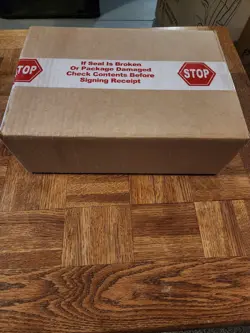 STOP
If Seal Is Broken
Or Package Damaged
Check Contents Before
Signing Receipt
STOP